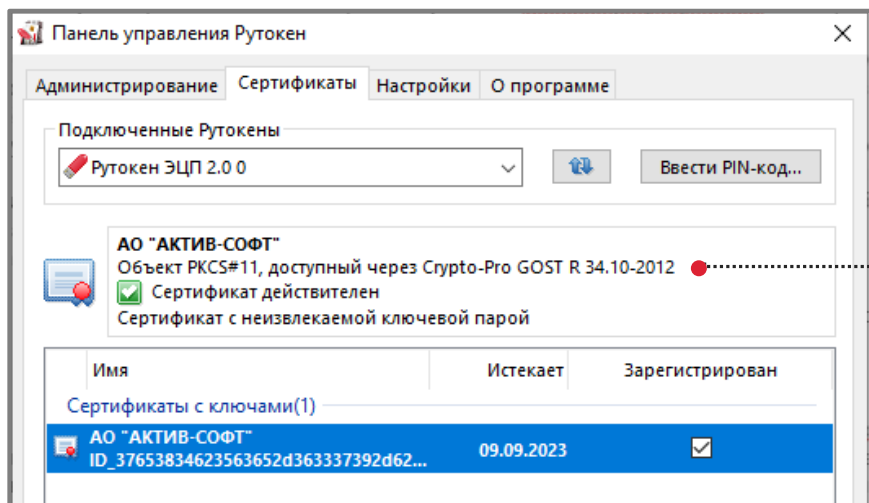 Панель управления Рутокен
Администрирование Сертификаты Настройки О программе
Подключенные Рутокены
Рутокен ЭЦП 2.0 0 Ввести PIN-код...
АО "АКТИВ-СОФТ"
Объект PKCS#11, доступный через Crypto-Pro GOST R 34.10-2012
Сертификат действителен
Сертификат с неизвлекаемой ключевой парой
Имя Истекает Зарегистрирован
Сертификаты с ключами(1)
АО "АКТИВ-СОФТ"
ID_37653834623563652d363337392d62... 09.09.2023